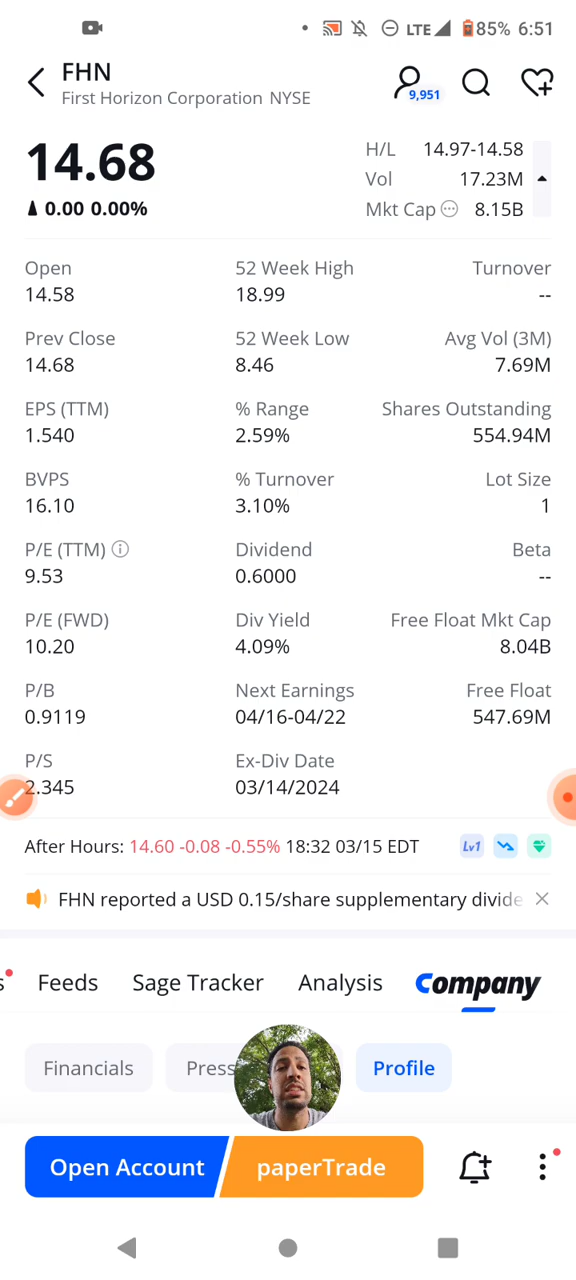 LTE 85% 6:51
FHN
First Horizon Corporation NYSE
9,951
14.68
0.00 0.00%
H/L 14.97-14.58
Vol 17.23M
Mkt Cap 8.15B
Open 52 Week High Turnover
14.58 18.99 --
Prev Close 52 Week Low Avg Vol (3M)
14.68 8.46 7.69M
EPS (TTM) % Range Shares Outstanding
1.540 2.59% 554.94M
BVPS % Turnover Lot Size
16.10 3.10% 1
P/E (TTM) Dividend Beta
9.53 0.6000 --
P/E (FWD) Div Yield Free Float Mkt Cap
10.20 4.09% 8.04B
P/B Next Earnings Free Float
0.9119 04/16-04/22 547.69M
P/S Ex-Div Date
2.345 03/14/2024
After Hours: 14.60 -0.08 -0.55% 18:32 03/15 EDT Lv1
FHN reported a USD 0.15/share supplementary divide
s Feeds Sage Tracker Analysis Company
Financials Press Profile
Open Account paperTrade